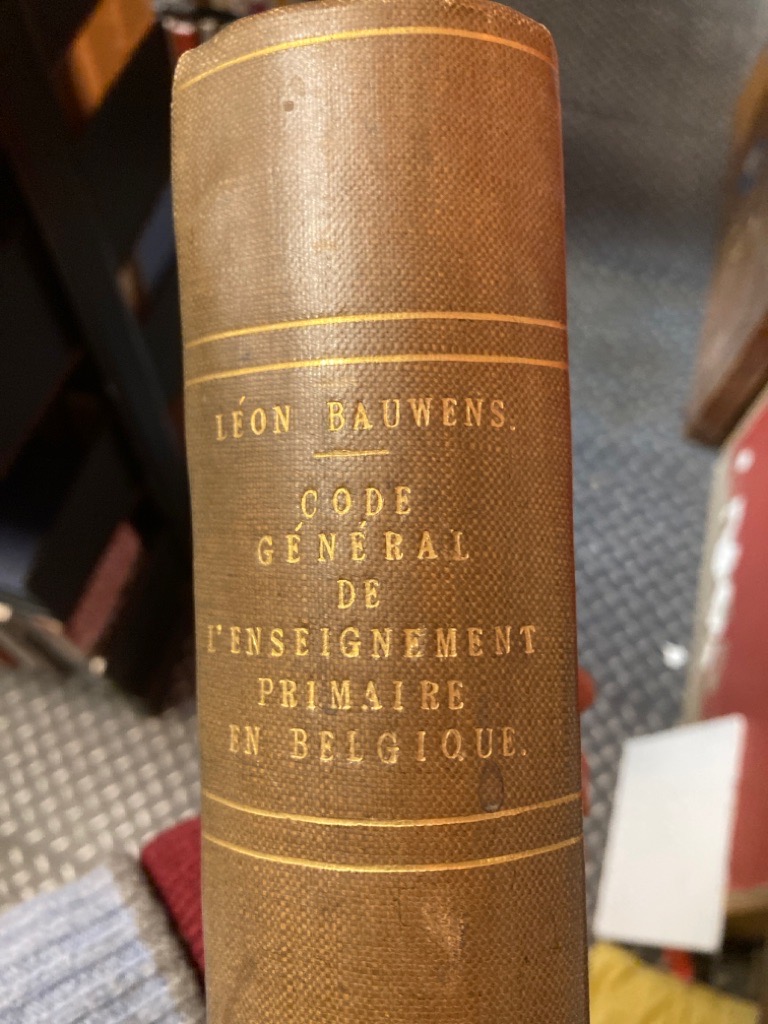 LÉON BAUWENS.
CODE
GÉNÉRAL
DE
L'ENSEIGNEMENT
PRIMAIRE
EN BELGIQUE.